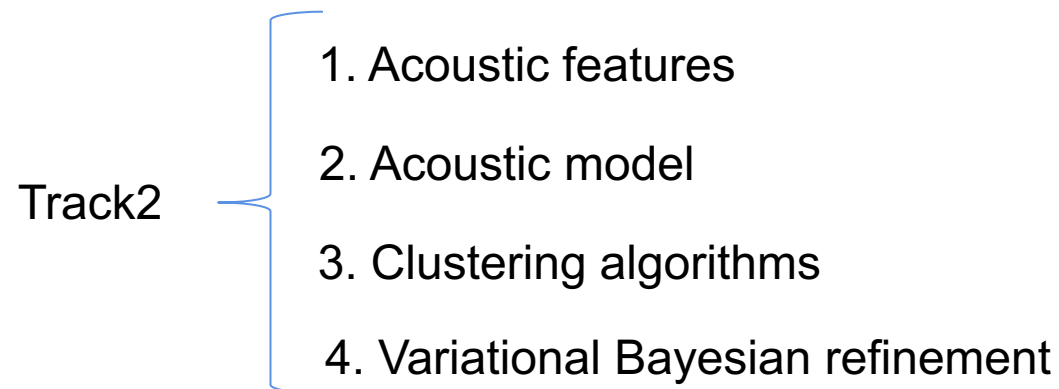 1. Acoustic features
2. Acoustic model
Track2
3. Clustering algorithms
4. Variational Bayesian refinement